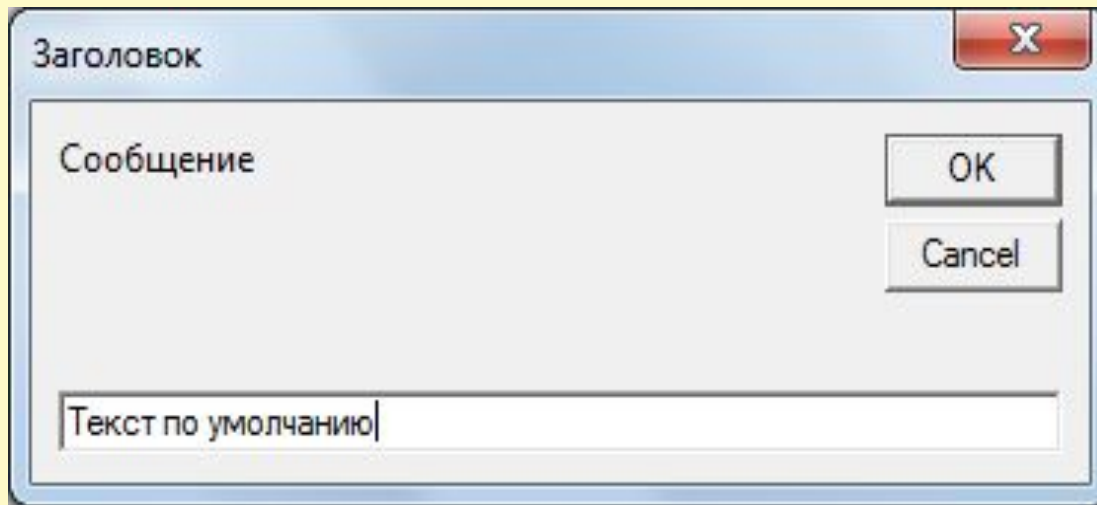 Заголовок
Сообщение
OK
Cancel
Текст по умолчанию